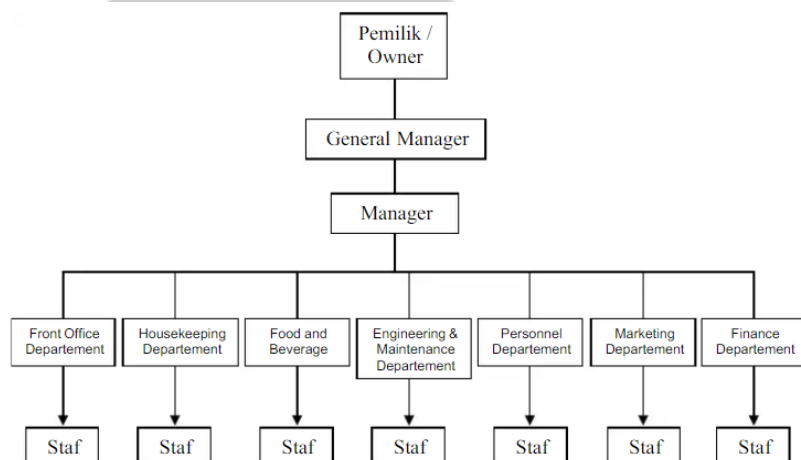 Pemilik /
Owner
General Manager
Manager
Front Office
Departement
Housekeeping
Departement
Food and
Beverage
Engineering &
Maintenance
Departement
Personnel
Departement
Marketing
Departement
Finance
Departement
Staf
Staf
Staf
Staf
Staf
Staf
Staf